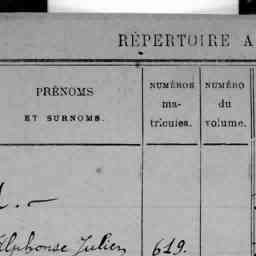 RÉPERTOIRE A
PRÉNOMS
ET SURNOMS.
NUMÉROS
ma-
tricules.
NUMÉRO
du
volume.
Alphonse Julien 619.